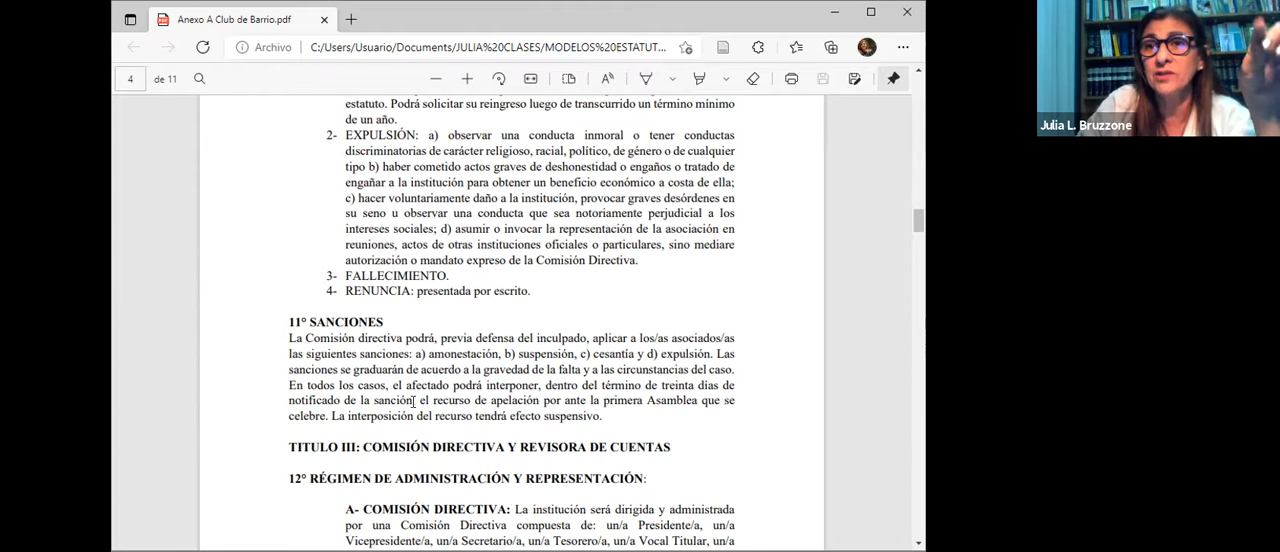 Anexo A Club de Barrio.pdf
Archivo C:/Users/Usuario/Documents/JULIA%20CLASES/MODELOS%20ESTATUT...
4 de 11
estatuto. Podrá solicitar su reingreso luego de transcurrido un término mínimo
de un año.
2- EXPULSIÓN: a) observar una conducta inmoral o tener conductas
discriminatorias de carácter religioso, racial, político, de género o de cualquier
tipo b) haber cometido actos graves de deshonestidad o engaños o tratado de
engañar a la institución para obtener un beneficio económico a costa de ella;
c) hacer voluntariamente daño a la institución, provocar graves desórdenes en
su seno u observar una conducta que sea notoriamente perjudicial a los
intereses sociales; d) asumir o invocar la representación de la asociación en
reuniones, actos de otras instituciones oficiales o particulares, sino mediare
autorización o mandato expreso de la Comisión Directiva.
3- FALLECIMIENTO.
4- RENUNCIA: presentada por escrito.
11° SANCIONES
La Comisión directiva podrá, previa defensa del inculpado, aplicar a los/as asociados/as
las siguientes sanciones: a) amonestación, b) suspensión, c) cesantía y d) expulsión. Las
sanciones se graduarán de acuerdo a la gravedad de la falta y a las circunstancias del caso.
En todos los casos, el afectado podrá interponer, dentro del término de treinta días de
notificado de la sanción el recurso de apelación por ante la primera Asamblea que se
celebre. La interposición del recurso tendrá efecto suspensivo.
TITULO III: COMISIÓN DIRECTIVA Y REVISORA DE CUENTAS
12° RÉGIMEN DE ADMINISTRACIÓN Y REPRESENTACIÓN:
A- COMISIÓN DIRECTIVA: La institución será dirigida y administrada
por una Comisión Directiva compuesta de: un/a Presidente/a, un/a
Vicepresidente/a, un/a Secretario/a, un/a Tesorero/a, un/a Vocal Titular, un/a
Julia L. Bruzzone